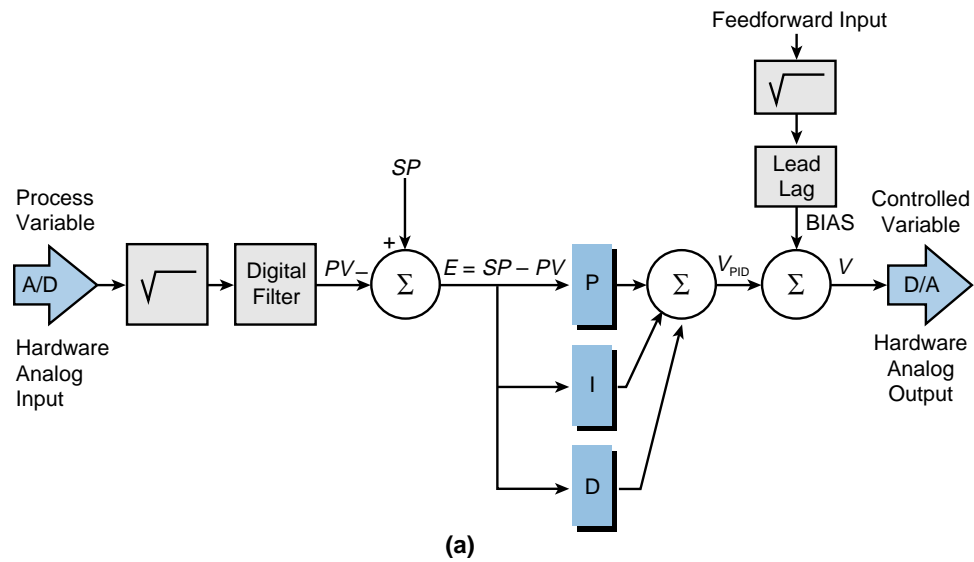 Feedforward Input
√
Lead
Lag
BIAS
SP
+
Process
Variable
A/D
Hardware
Analog
Input
√
Digital
Filter
PV –
Σ
E = SP – PV
P
I
D
Σ
V_PID
Σ
V
Controlled
Variable
D/A
Hardware
Analog
Output
(a)